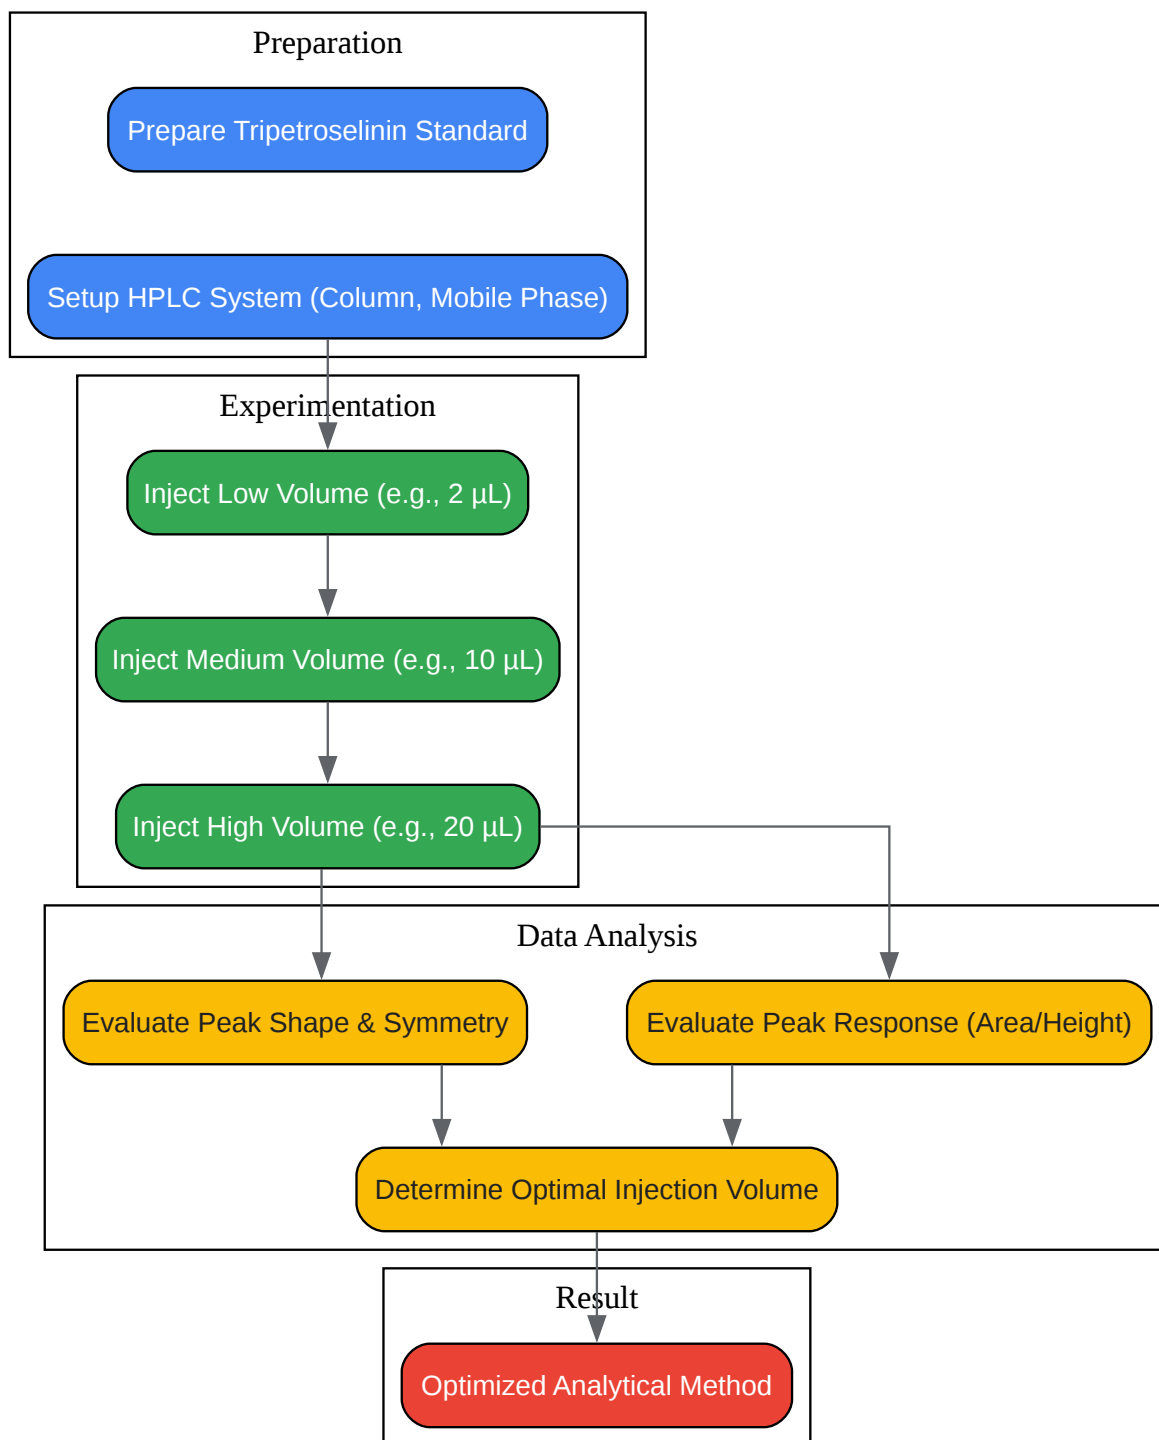 Preparation
Prepare Tripetroselinin Standard
Setup HPLC System (Column, Mobile Phase)
Experimentation
Inject Low Volume (e.g., 2 µL)
Inject Medium Volume (e.g., 10 µL)
Inject High Volume (e.g., 20 µL)
Data Analysis
Evaluate Peak Shape & Symmetry
Evaluate Peak Response (Area/Height)
Determine Optimal Injection Volume
Result
Optimized Analytical Method